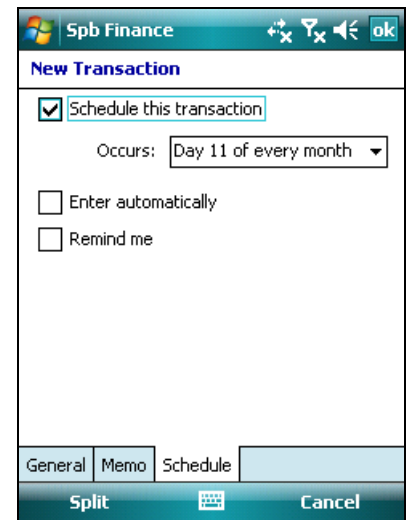 Spb Finance ok
New Transaction
Schedule this transaction
Occurs: Day 11 of every month
Enter automatically
Remind me
General Memo Schedule
Split Cancel